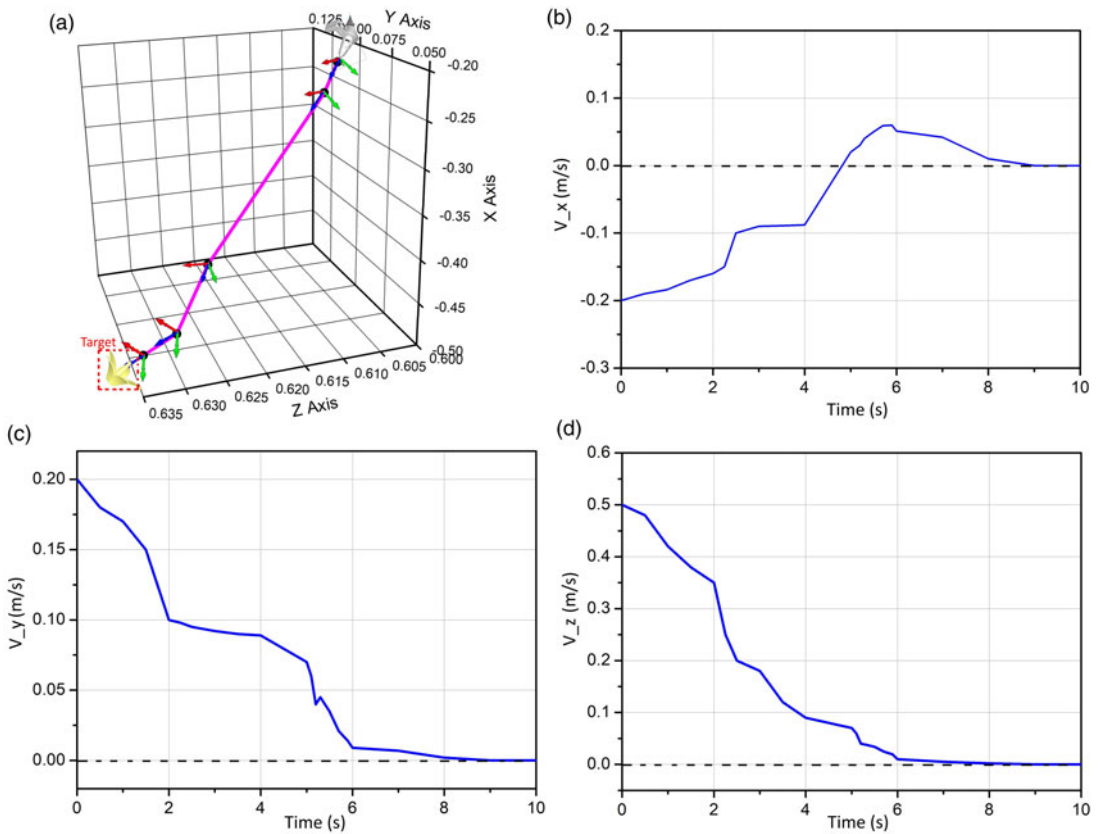 (a)
Y Axis
0.125
0.100
0.075
0.050
-0.20
-0.25
-0.30
-0.35
-0.40
-0.45
-0.50
X Axis
0.600
0.605
0.610
0.615
0.620
0.625
0.630
0.635
Z Axis
Target
(b)
0.2
0.1
0.0
-0.1
-0.2
-0.3
V_x (m/s)
0 2 4 6 8 10
Time (s)
(c)
0.20
0.15
0.10
0.05
0.00
V_y (m/s)
0 2 4 6 8 10
Time (s)
(d)
0.6
0.5
0.4
0.3
0.2
0.1
0.0
V_z (m/s)
0 2 4 6 8 10
Time (s)